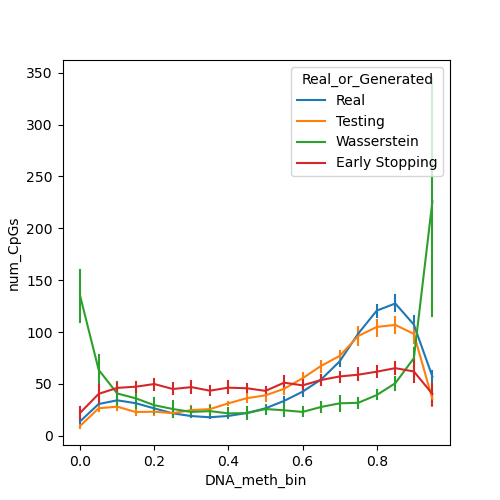 Real_or_Generated
Real
Testing
Wasserstein
Early Stopping
num_CpGs
350
300
250
200
150
100
50
0
0.0 0.2 0.4 0.6 0.8
DNA_meth_bin